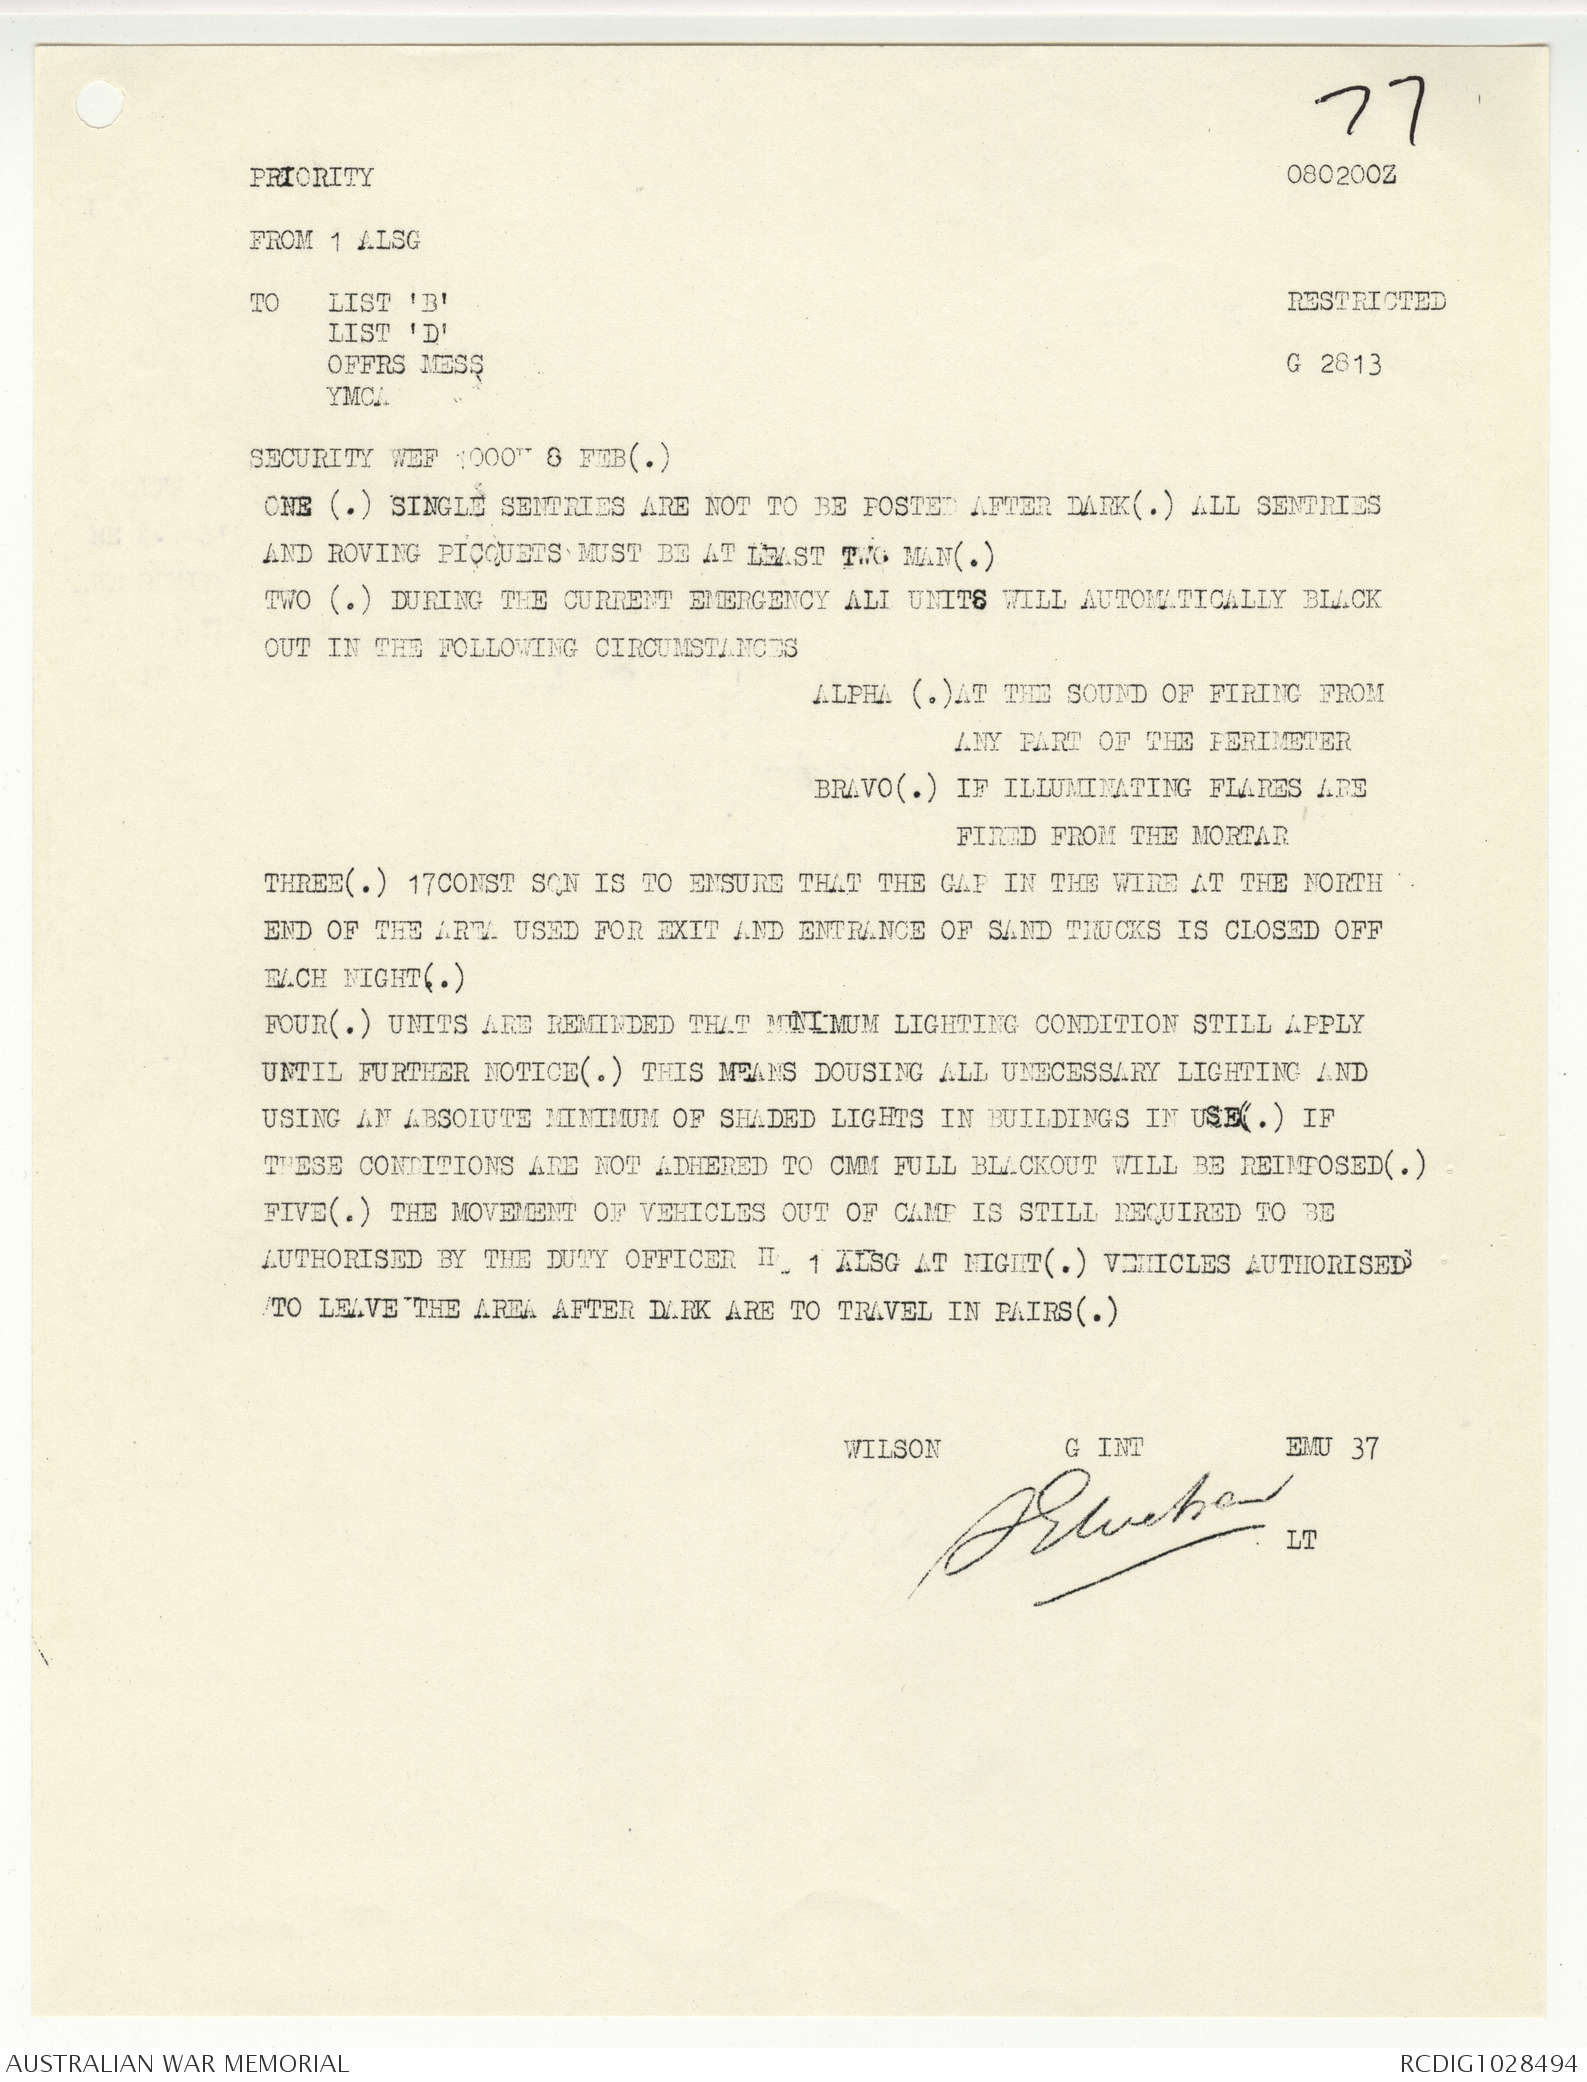 77
PRIORITY 080200Z
FROM 1 ALSG
TO LIST 'B' RESTRICTED
LIST 'D'
OFFRS MESS G 2813
YMCA
SECURITY WEF 8 FEB(.)
ONE (.) SINGLE SENTRIES ARE NOT TO BE POSTED AFTER DARK(.) ALL SENTRIES
AND ROVING PICQUETS MUST BE AT LEAST TWO MAN(.)
TWO (.) DURING THE CURRENT EMERGENCY ALL UNITS WILL AUTOMATICALLY BLACK
OUT IN THE FOLLOWING CIRCUMSTANCES
ALPHA (.)AT THE SOUND OF FIRING FROM
ANY PART OF THE PERIMETER
BRAVO(.) IF ILLUMINATING FLARES ARE
FIRED FROM THE MORTAR
THREE(.) 17CONST SQN IS TO ENSURE THAT THE GAP IN THE WIRE AT THE NORTH
END OF THE AREA USED FOR EXIT AND ENTRANCE OF SAND TRUCKS IS CLOSED OFF
EACH NIGHT(.)
FOUR(.) UNITS ARE REMINDED THAT MINIMUM LIGHTING CONDITION STILL APPLY
UNTIL FURTHER NOTICE(.) THIS MEANS DOUSING ALL UNECESSARY LIGHTING AND
USING AN ABSOLUTE MINIMUM OF SHADED LIGHTS IN BUILDINGS IN USE(.) IF
THESE CONDITIONS ARE NOT ADHERED TO CMM FULL BLACKOUT WILL BE REIMPOSED(.)
FIVE(.) THE MOVEMENT OF VEHICLES OUT OF CAMP IS STILL REQUIRED TO BE
AUTHORISED BY THE DUTY OFFICER 1 ALSG AT NIGHT(.) VEHICLES AUTHORISED
TO LEAVE THE AREA AFTER DARK ARE TO TRAVEL IN PAIRS(.)
WILSON G INT EMU 37
LT
AUSTRALIAN WAR MEMORIAL RCDIG1028494